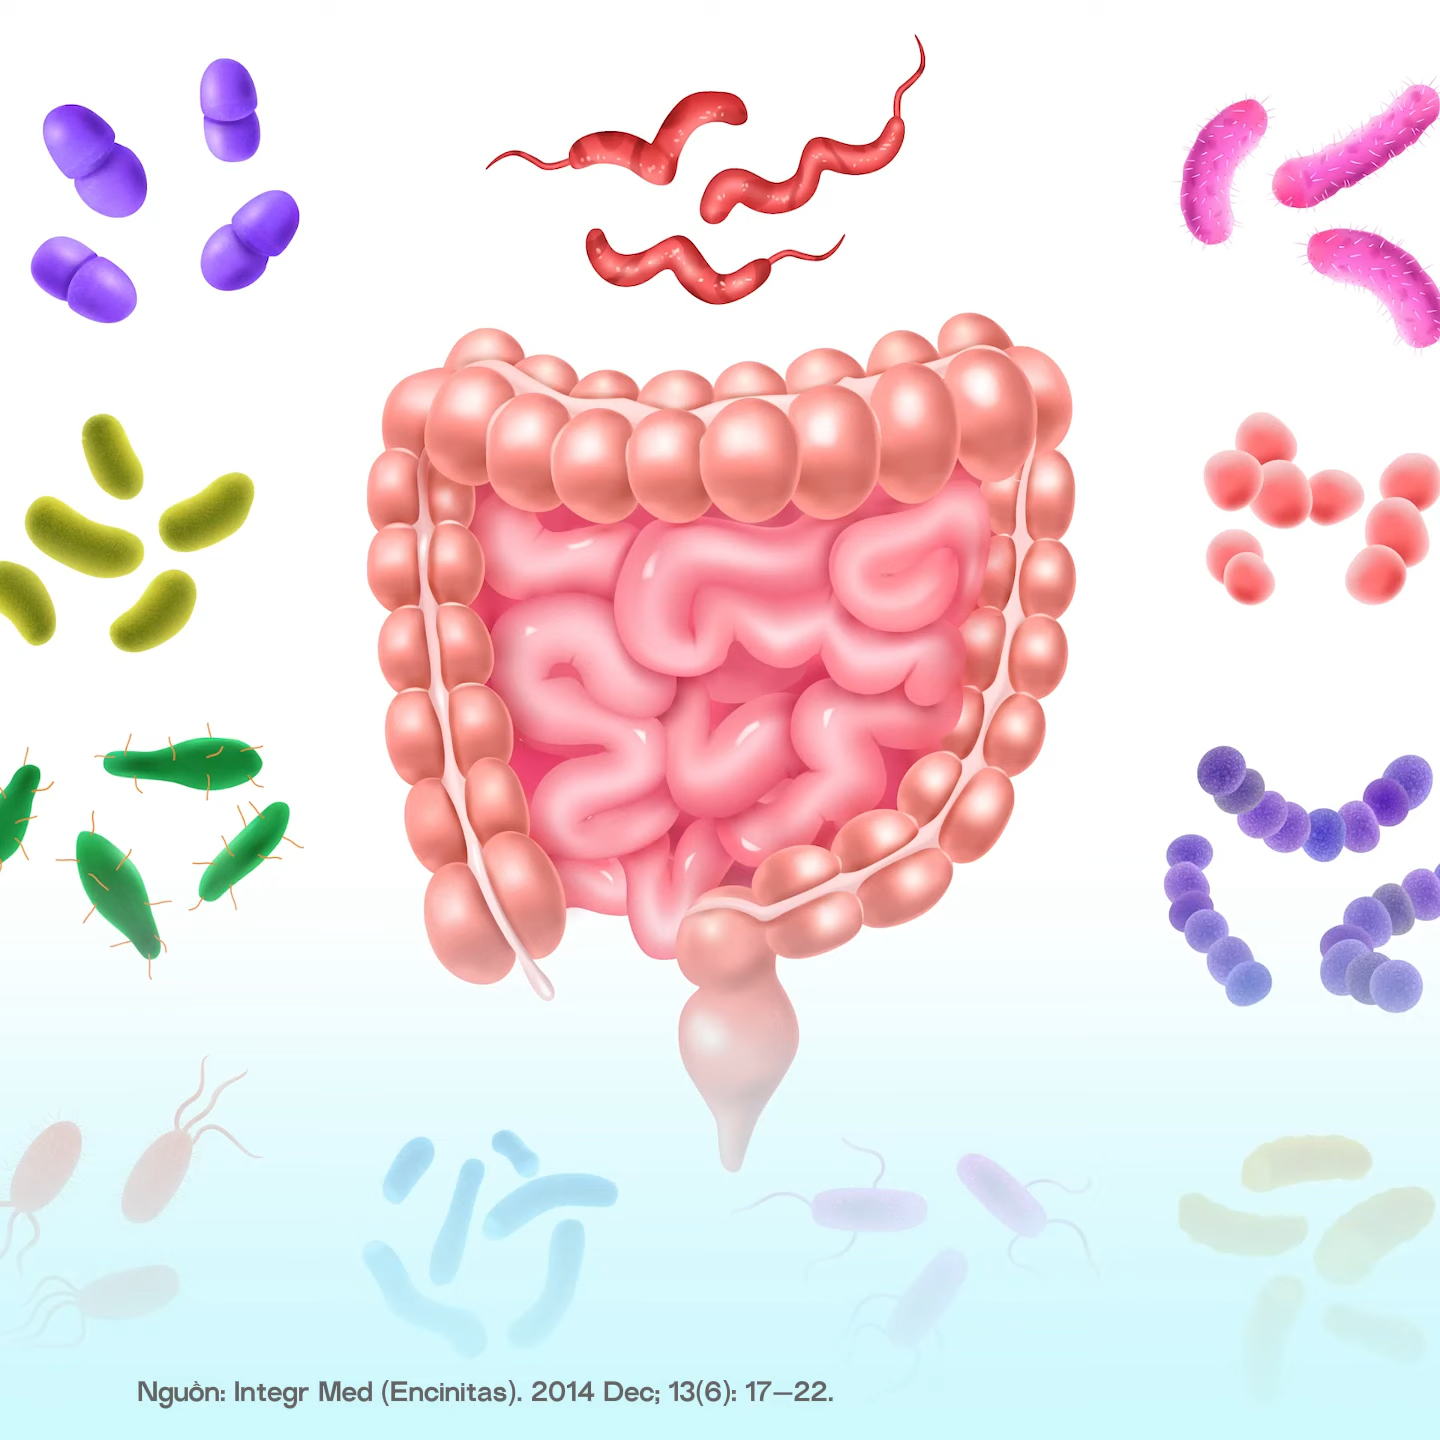 Nguồn: Integr Med (Encinitas). 2014 Dec; 13(6): 17–22.